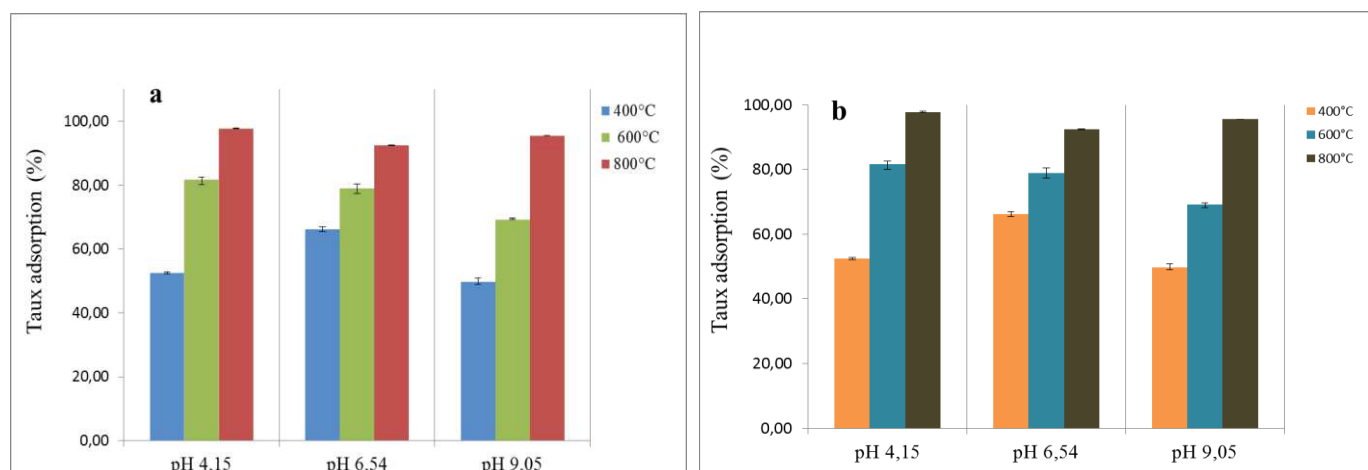 a
Taux adsorption (%)
100,00
80,00
60,00
40,00
20,00
0,00
pH 4,15
pH 6,54
pH 9,05
400°C
600°C
800°C
b
Taux adsorption (%)
100,00
80,00
60,00
40,00
20,00
0,00
pH 4,15
pH 6,54
pH 9,05
400°C
600°C
800°C